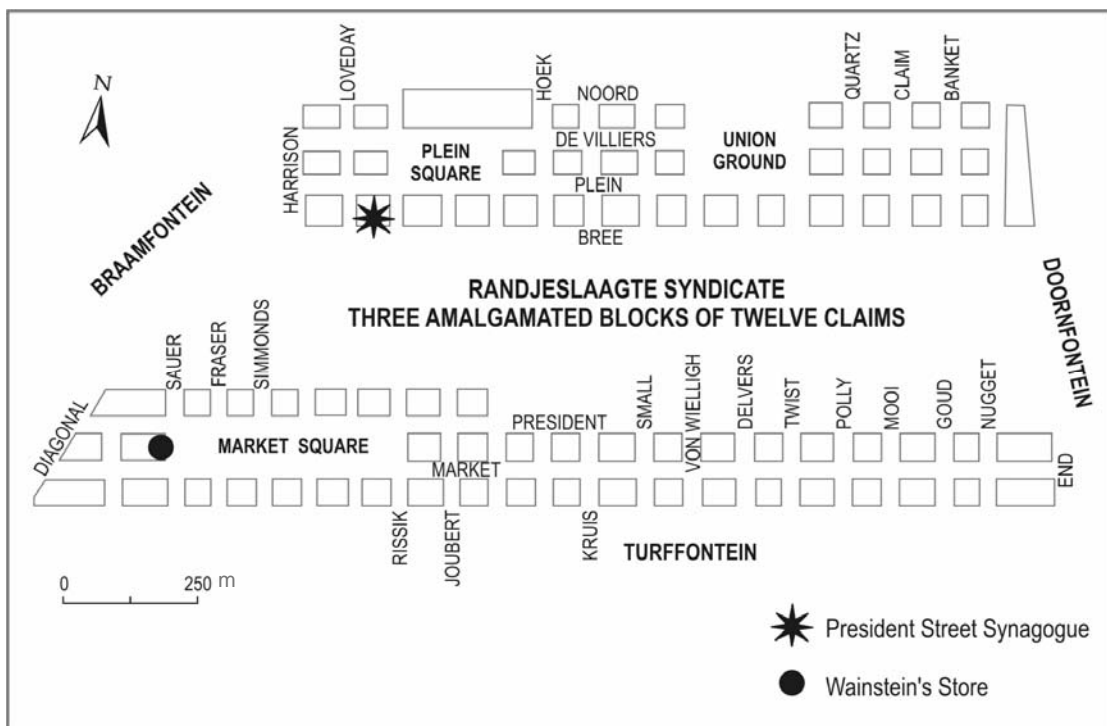 N
LOVEDAY
HOEK
NOORD
QUARTZ
CLAIM
BANKET
HARRISON
PLEIN
SQUARE
DE VILLIERS
UNION
GROUND
PLEIN
BREE
BRAAMFONTEIN
RANDJESLAAGTE SYNDICATE
THREE AMALGAMATED BLOCKS OF TWELVE CLAIMS
DOORNFONTEIN
SAUER
FRASER
SIMMONDS
DIAGONAL
MARKET SQUARE
PRESIDENT
SMALL
VON WIELLIGH
DELVERS
TWIST
POLLY
MOOI
GOUD
NUGGET
MARKET
END
RISSIK
JOUBERT
KRUIS
TURFFONTEIN
0 250 m
President Street Synagogue
Wainstein's Store